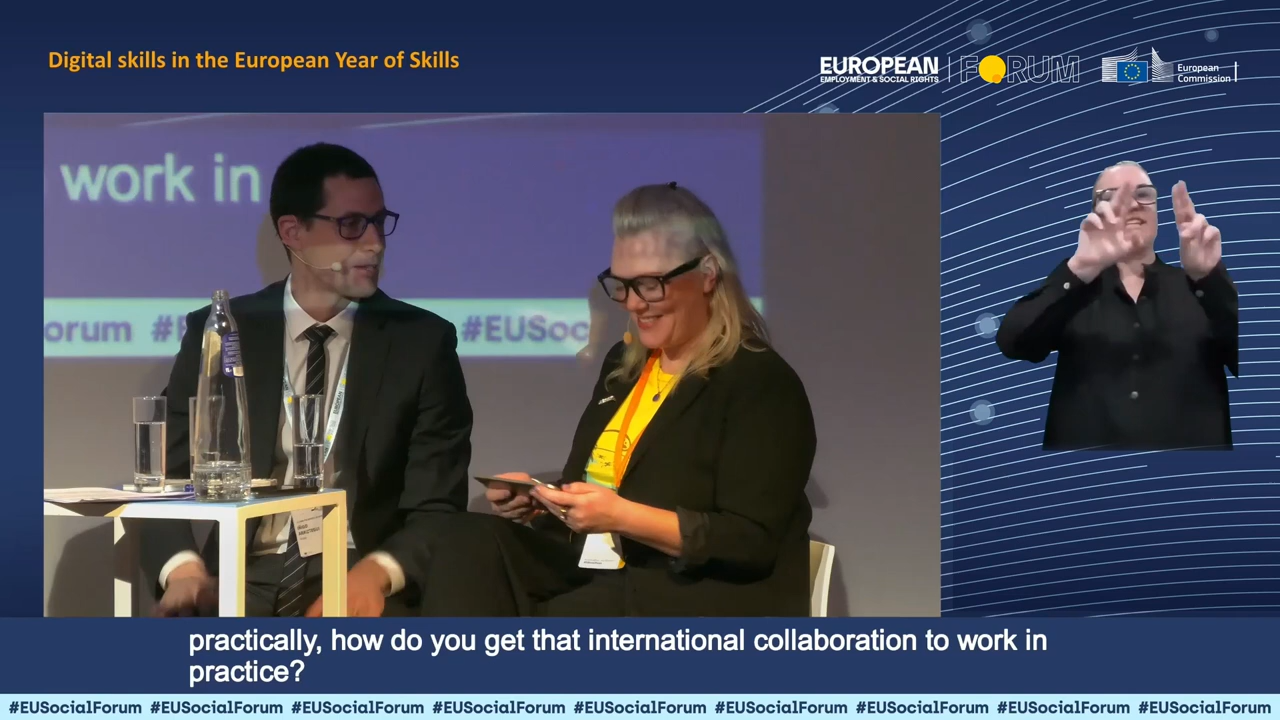 Digital skills in the European Year of Skills
EUROPEAN
EMPLOYMENT & SOCIAL RIGHTS
FORUM
European
Commission
work in
orum #E
#EUSoc
practically, how do you get that international collaboration to work in
practice?
#EUSocialForum #EUSocialForum #EUSocialForum #EUSocialForum #EUSocialForum #EUSocialForum #EUSocialForum #EUSocialForum #EUSocialForum